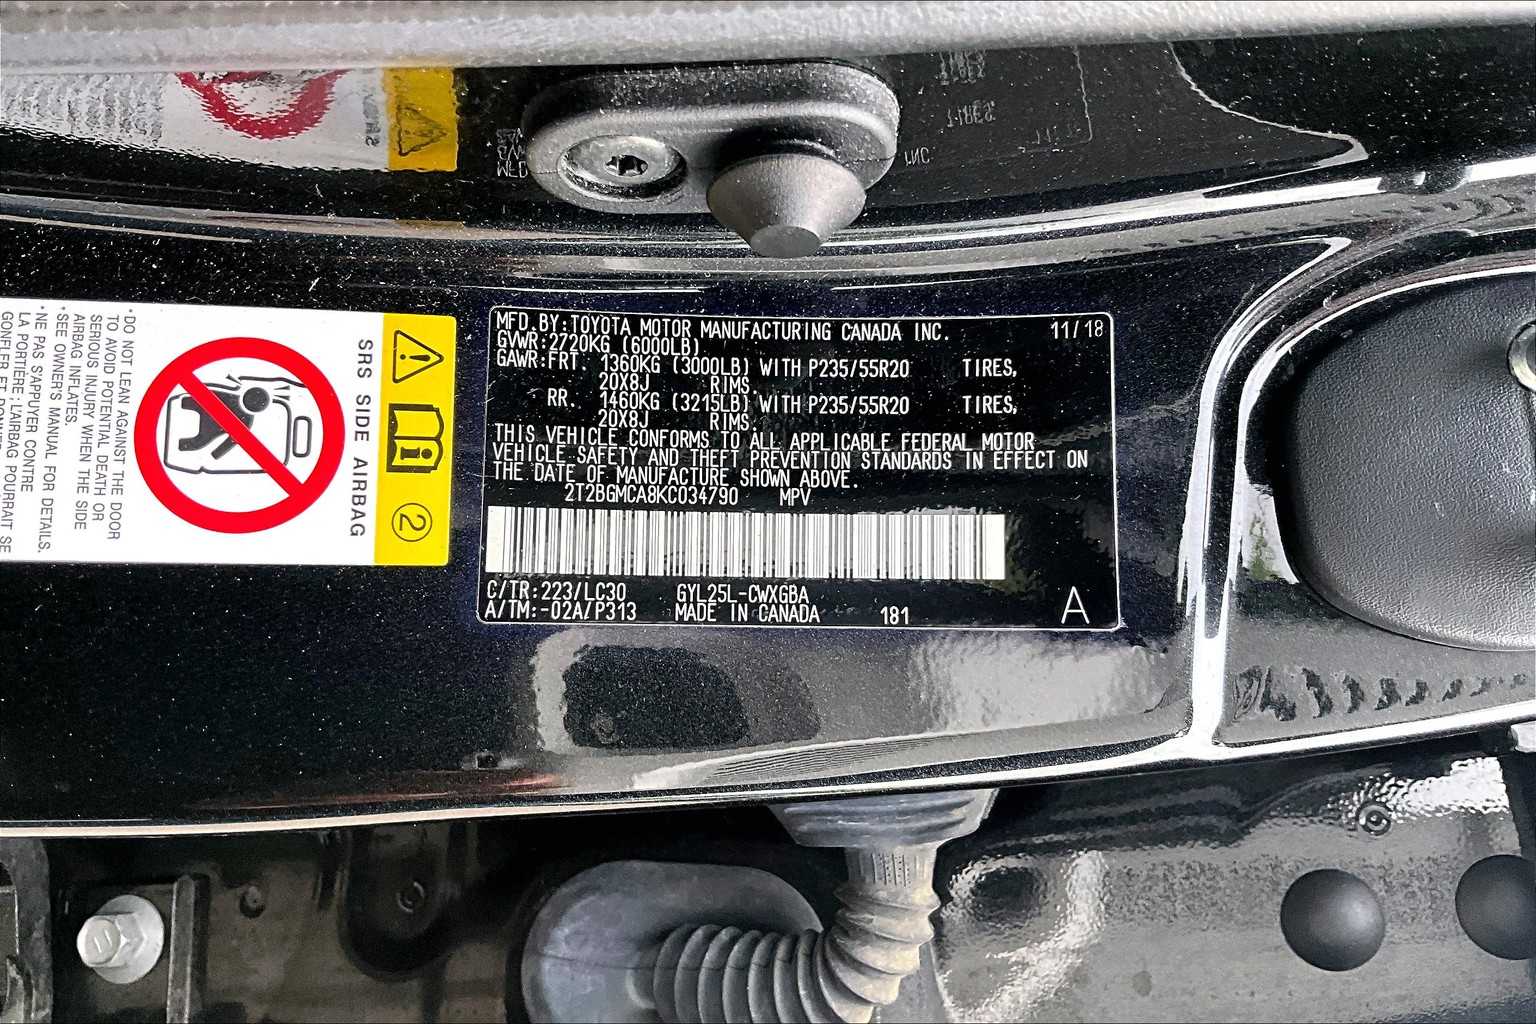 MFD.BY:TOYOTA MOTOR MANUFACTURING CANADA INC. 11/18
GVWR:2720KG (6000LB)
GAWR:FRT. 1360KG (3000LB) WITH P235/55R20 TIRES,
20X8J RIMS.
RR. 1460KG (3215LB) WITH P235/55R20 TIRES,
20X8J RIMS.
THIS VEHICLE CONFORMS TO ALL APPLICABLE FEDERAL MOTOR
VEHICLE SAFETY AND THEFT PREVENTION STANDARDS IN EFFECT ON
THE DATE OF MANUFACTURE SHOWN ABOVE.
2T2BGMCA8KC034790 MPV
C/TR:223/LC30 GYL25L-CWXGBA
A/TM:-02A/P313 MADE IN CANADA 181
A
2
SRS SIDE AIRBAG
*DO NOT LEAN AGAINST THE DOOR
TO AVOID POTENTIAL DEATH OR
SERIOUS INJURY WHEN THE SIDE
AIRBAG INFLATES.
*SEE OWNER'S MANUAL FOR DETAILS.
*NE PAS S'APPUYER CONTRE
LA PORTIÈRE : L'AIRBAG POURRAIT SE
GONFLER ET